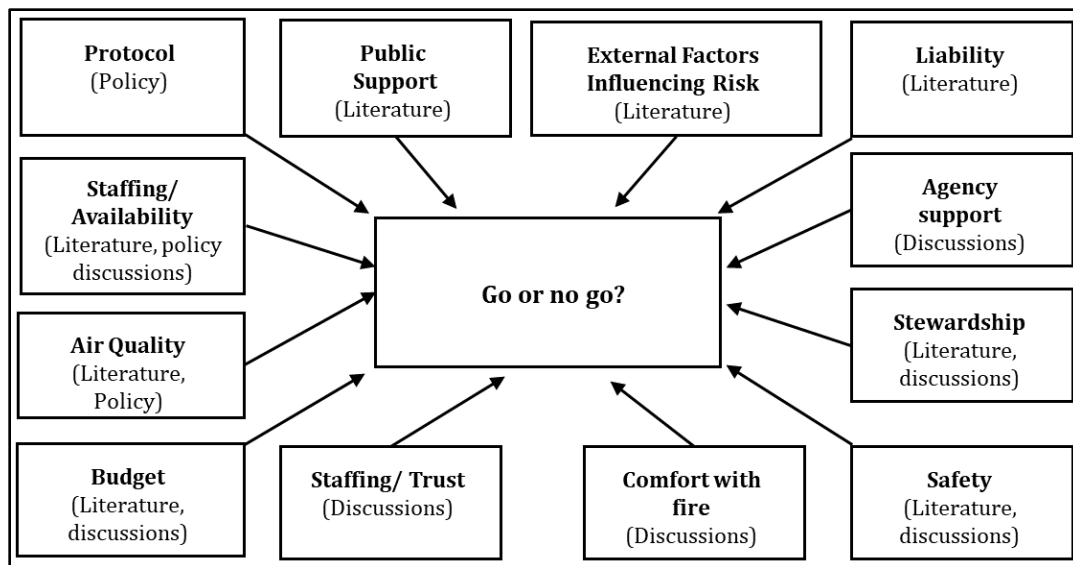 Protocol
(Policy)
Public
Support
(Literature)
External Factors
Influencing Risk
(Literature)
Liability
(Literature)
Staffing/
Availability
(Literature, policy
discussions)
Agency
support
(Discussions)
Go or no go?
Air Quality
(Literature,
Policy)
Stewardship
(Literature,
discussions)
Budget
(Literature,
discussions)
Staffing/ Trust
(Discussions)
Comfort with
fire
(Discussions)
Safety
(Literature,
discussions)